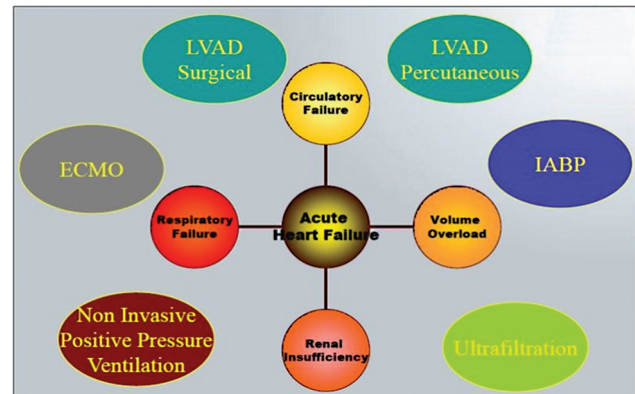 LVAD
Surgical
LVAD
Percutaneous
Circulatory
Failure
ECMO
IABP
Respiratory
Failure
Acute
Heart Failure
Volume
Overload
Non Invasive
Positive Pressure
Ventilation
Renal
Insufficiency
Ultrafiltration